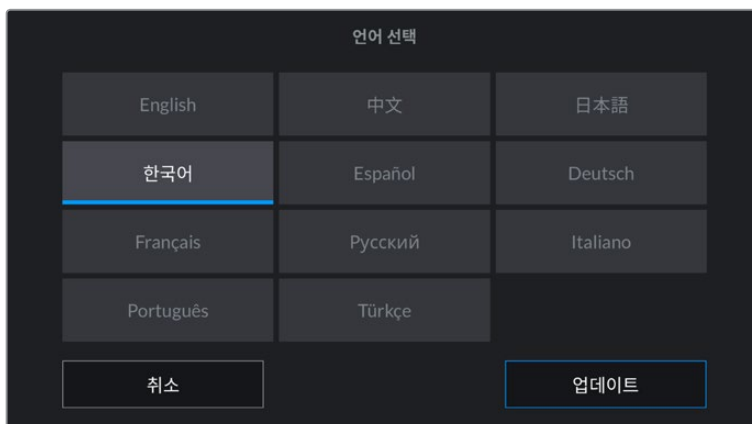 언어 선택
English
中文
日本語
한국어
Español
Deutsch
Français
Русский
Italiano
Português
Türkçe
취소
업데이트